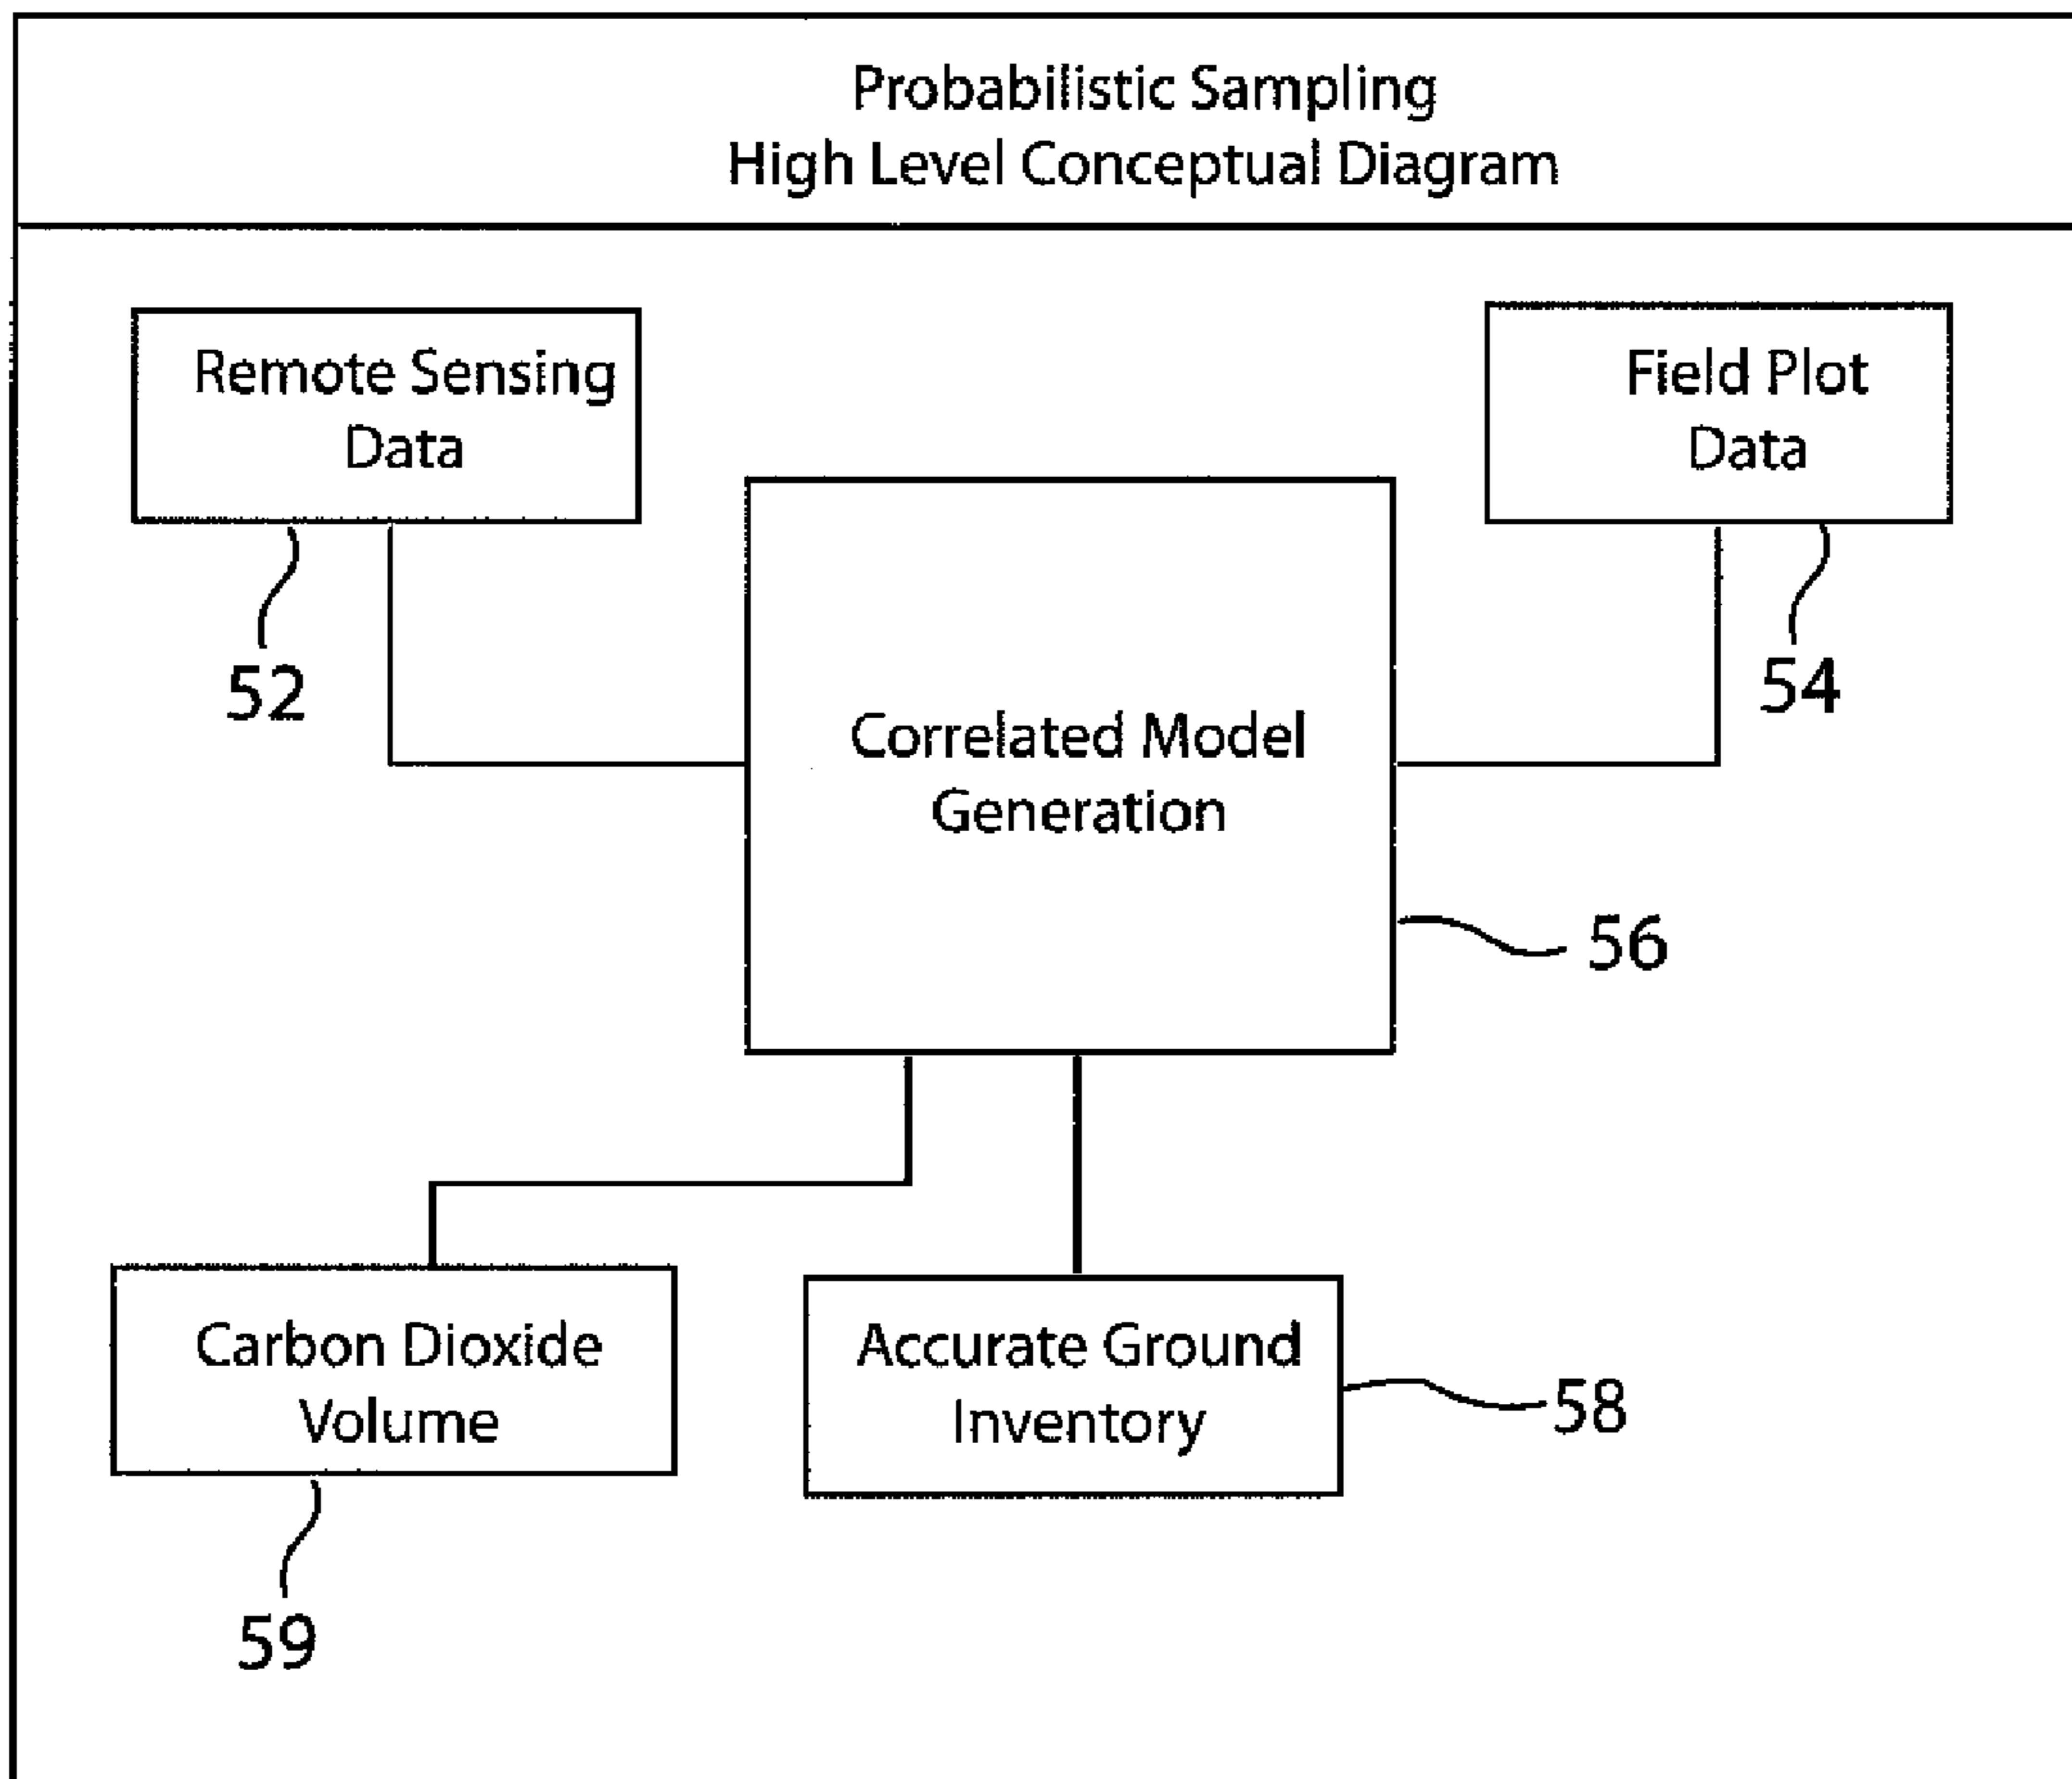 Probabilistic Sampling
High Level Conceptual Diagram
Remote Sensing
Data
52
Field Plot
Data
54
Correlated Model
Generation
56
Carbon Dioxide
Volume
59
Accurate Ground
Inventory
58